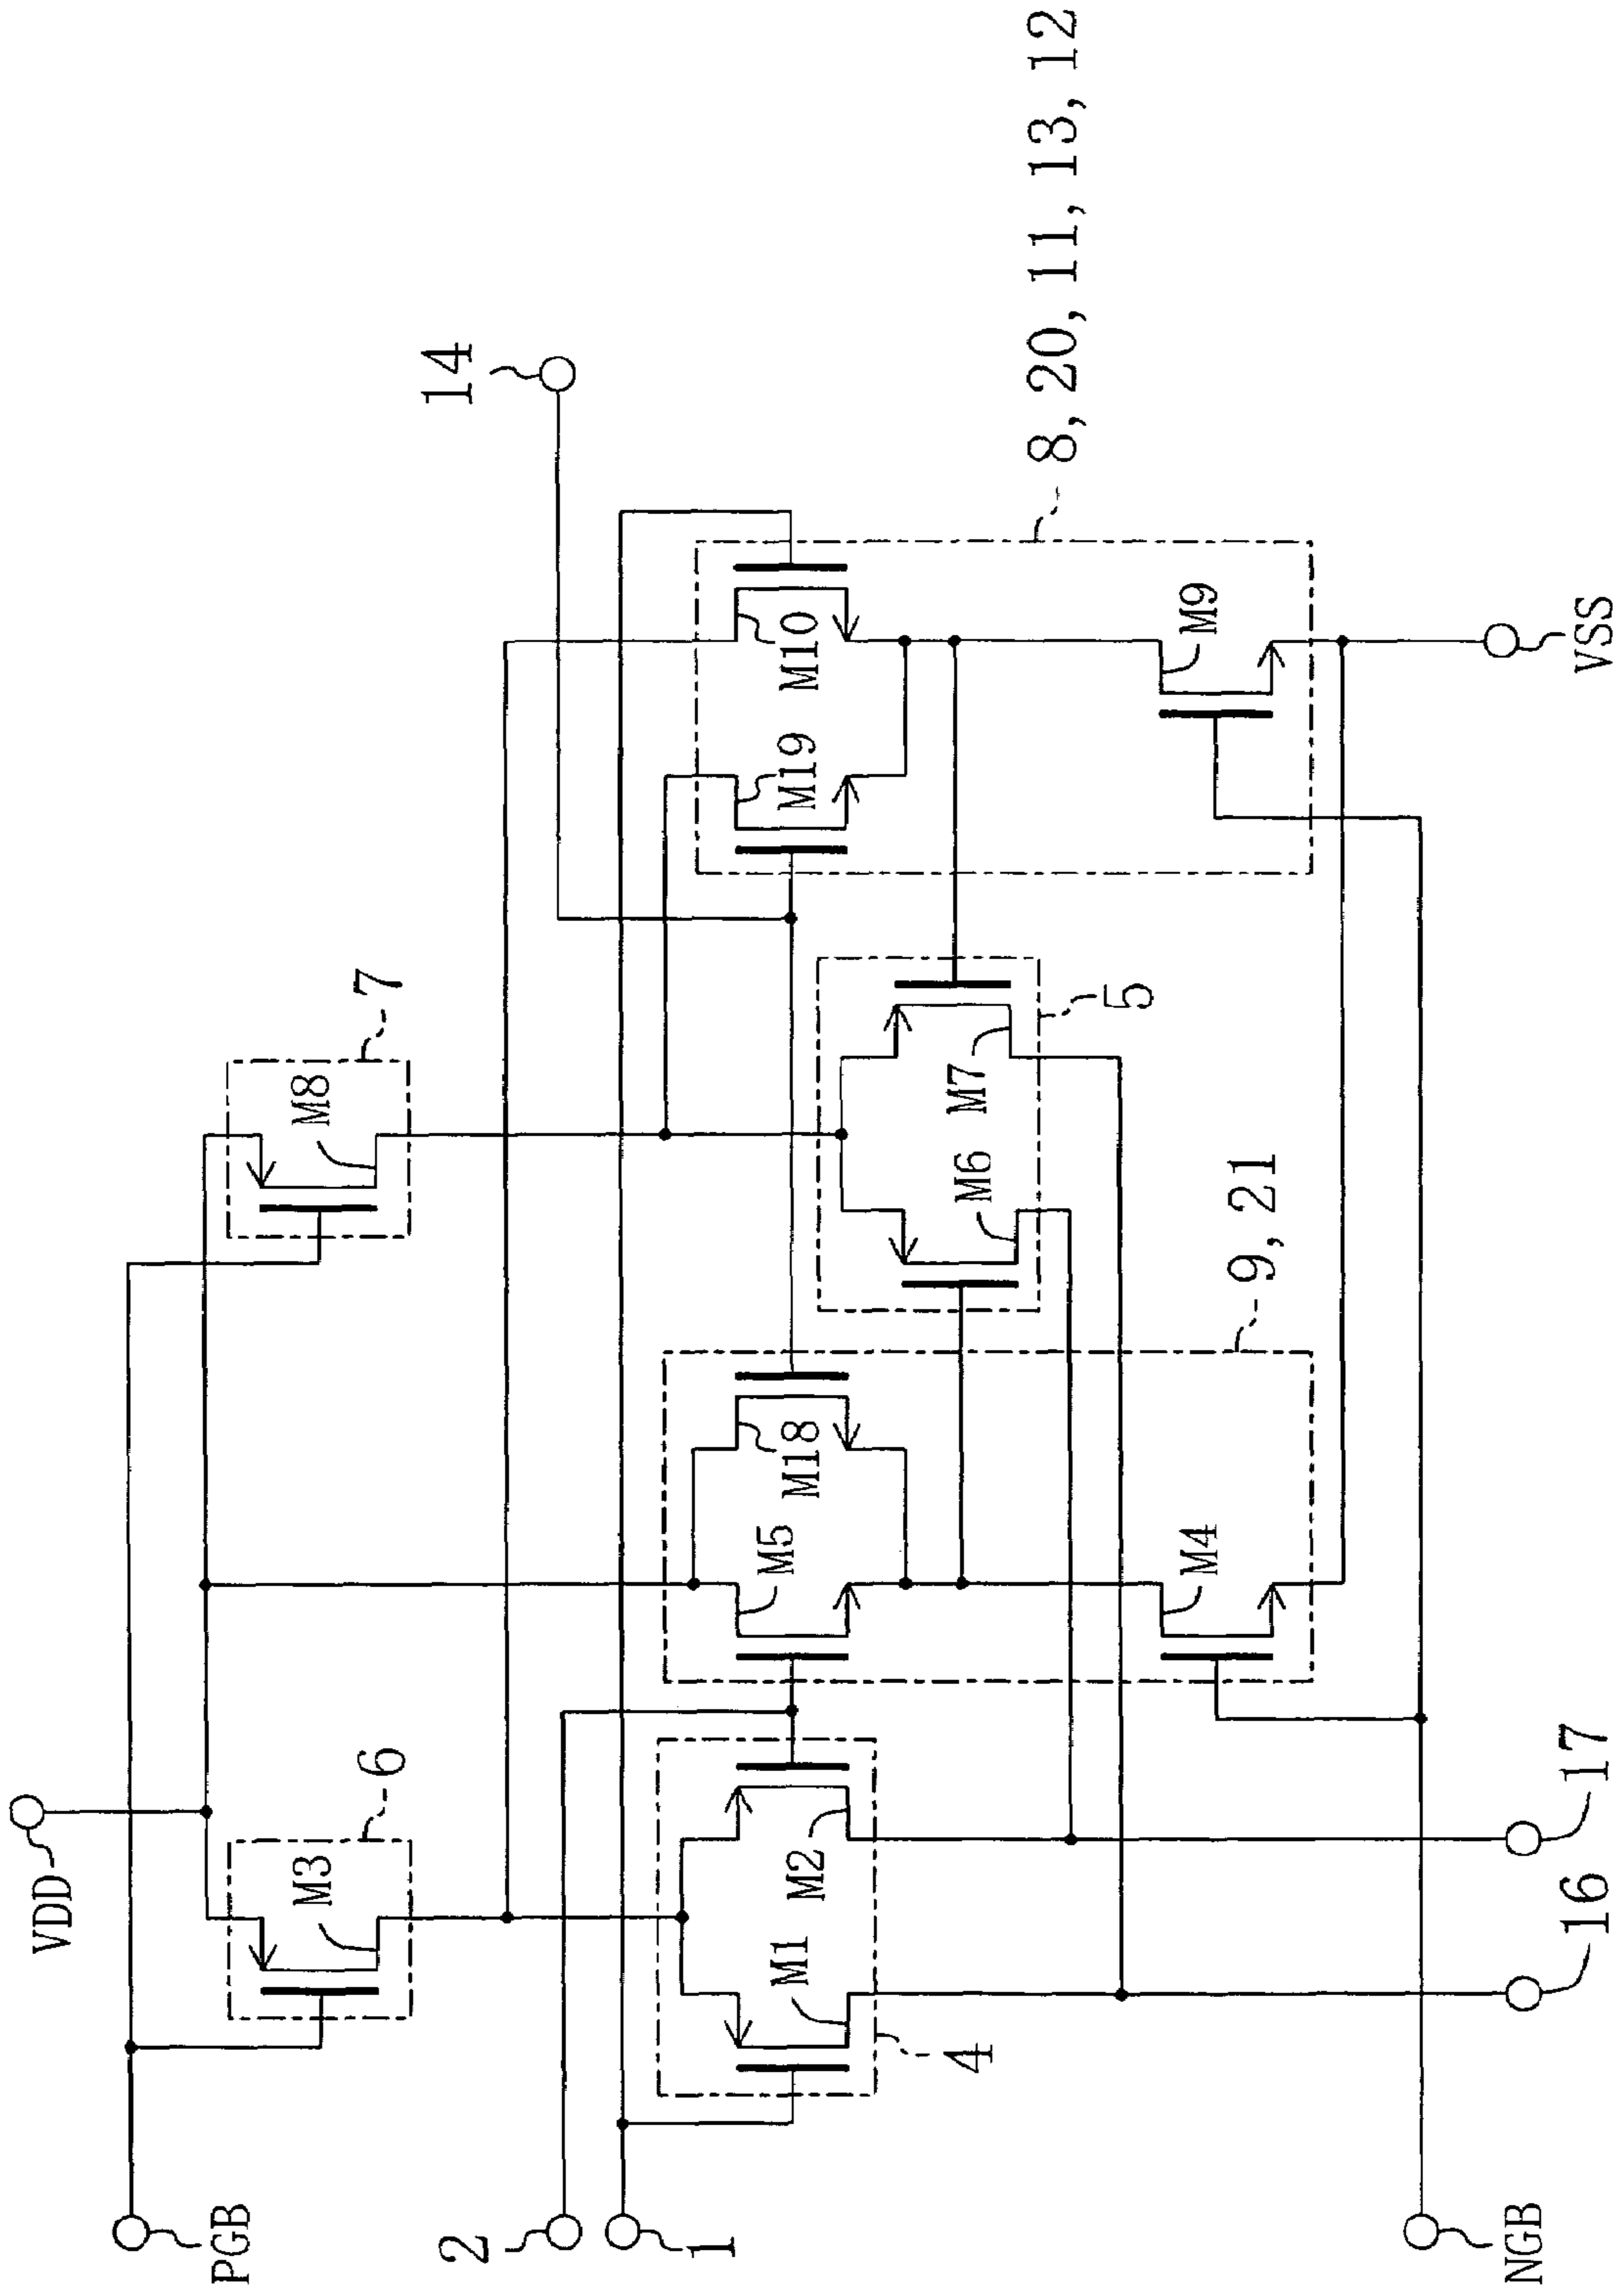 VDD
PGB
M3
6
M8
7
14
2
1
M1
M2
4
M5
M18
M4
9, 21
M6
M7
5
M19
M10
M9
8, 20, 11, 13, 12
16
17
NGB
VSS